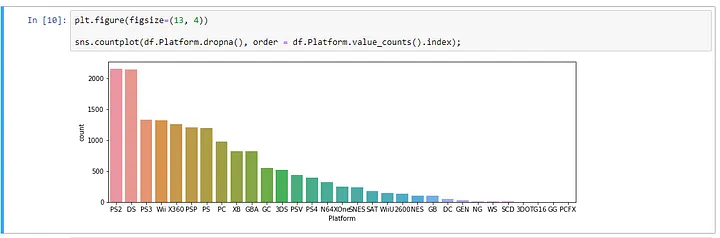 In [10]: plt.figure(figsize=(13, 4))
sns.countplot(df.Platform.dropna(), order = df.Platform.value_counts().index);
2000
1500
1000
500
0
count
PS2 DS PS3 Wii X360 PSP PS PC XB GBA GC 3DS PSV PS4 N64 XOne SNES SAT WiiU 2600 NES GB DC GEN NG WS SCD 3DO TG16 GG PCFX
Platform